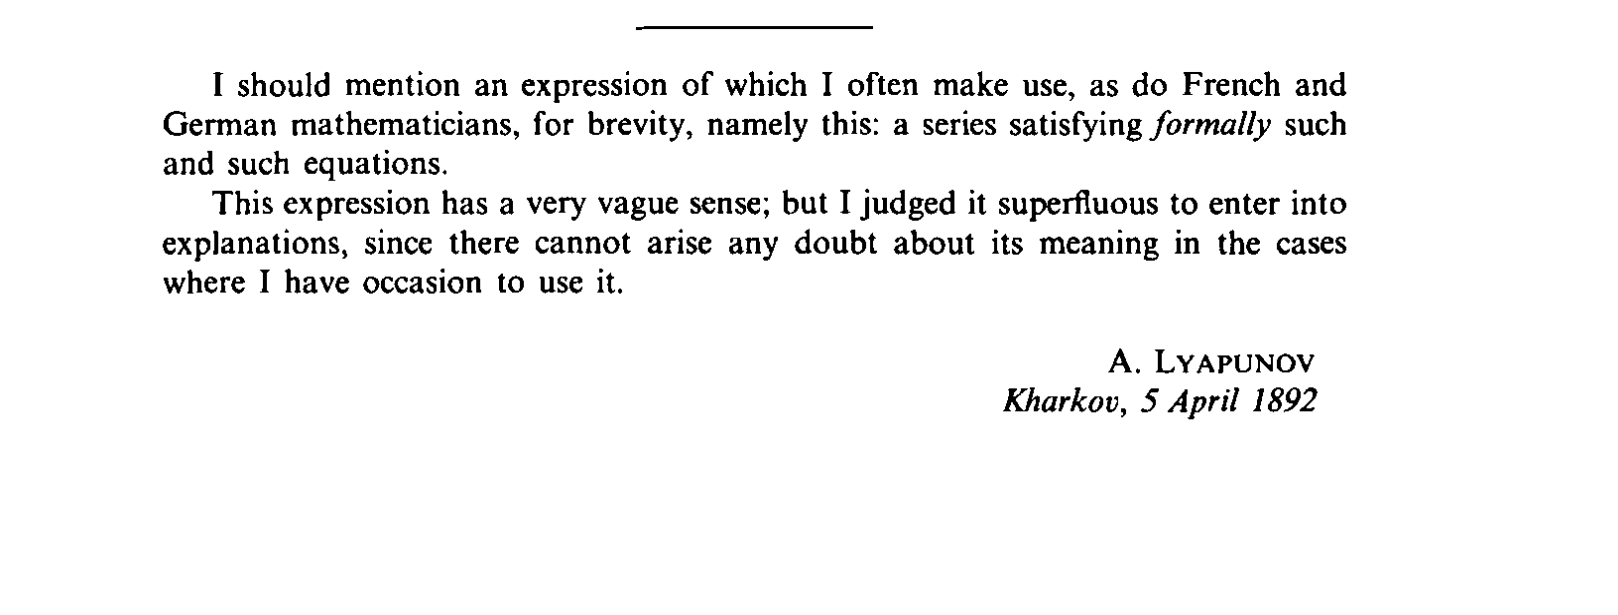 I should mention an expression of which I often make use, as do French and
German mathematicians, for brevity, namely this: a series satisfying formally such
and such equations.
This expression has a very vague sense; but I judged it superfluous to enter into
explanations, since there cannot arise any doubt about its meaning in the cases
where I have occasion to use it.
A. LYAPUNOV
Kharkov, 5 April 1892